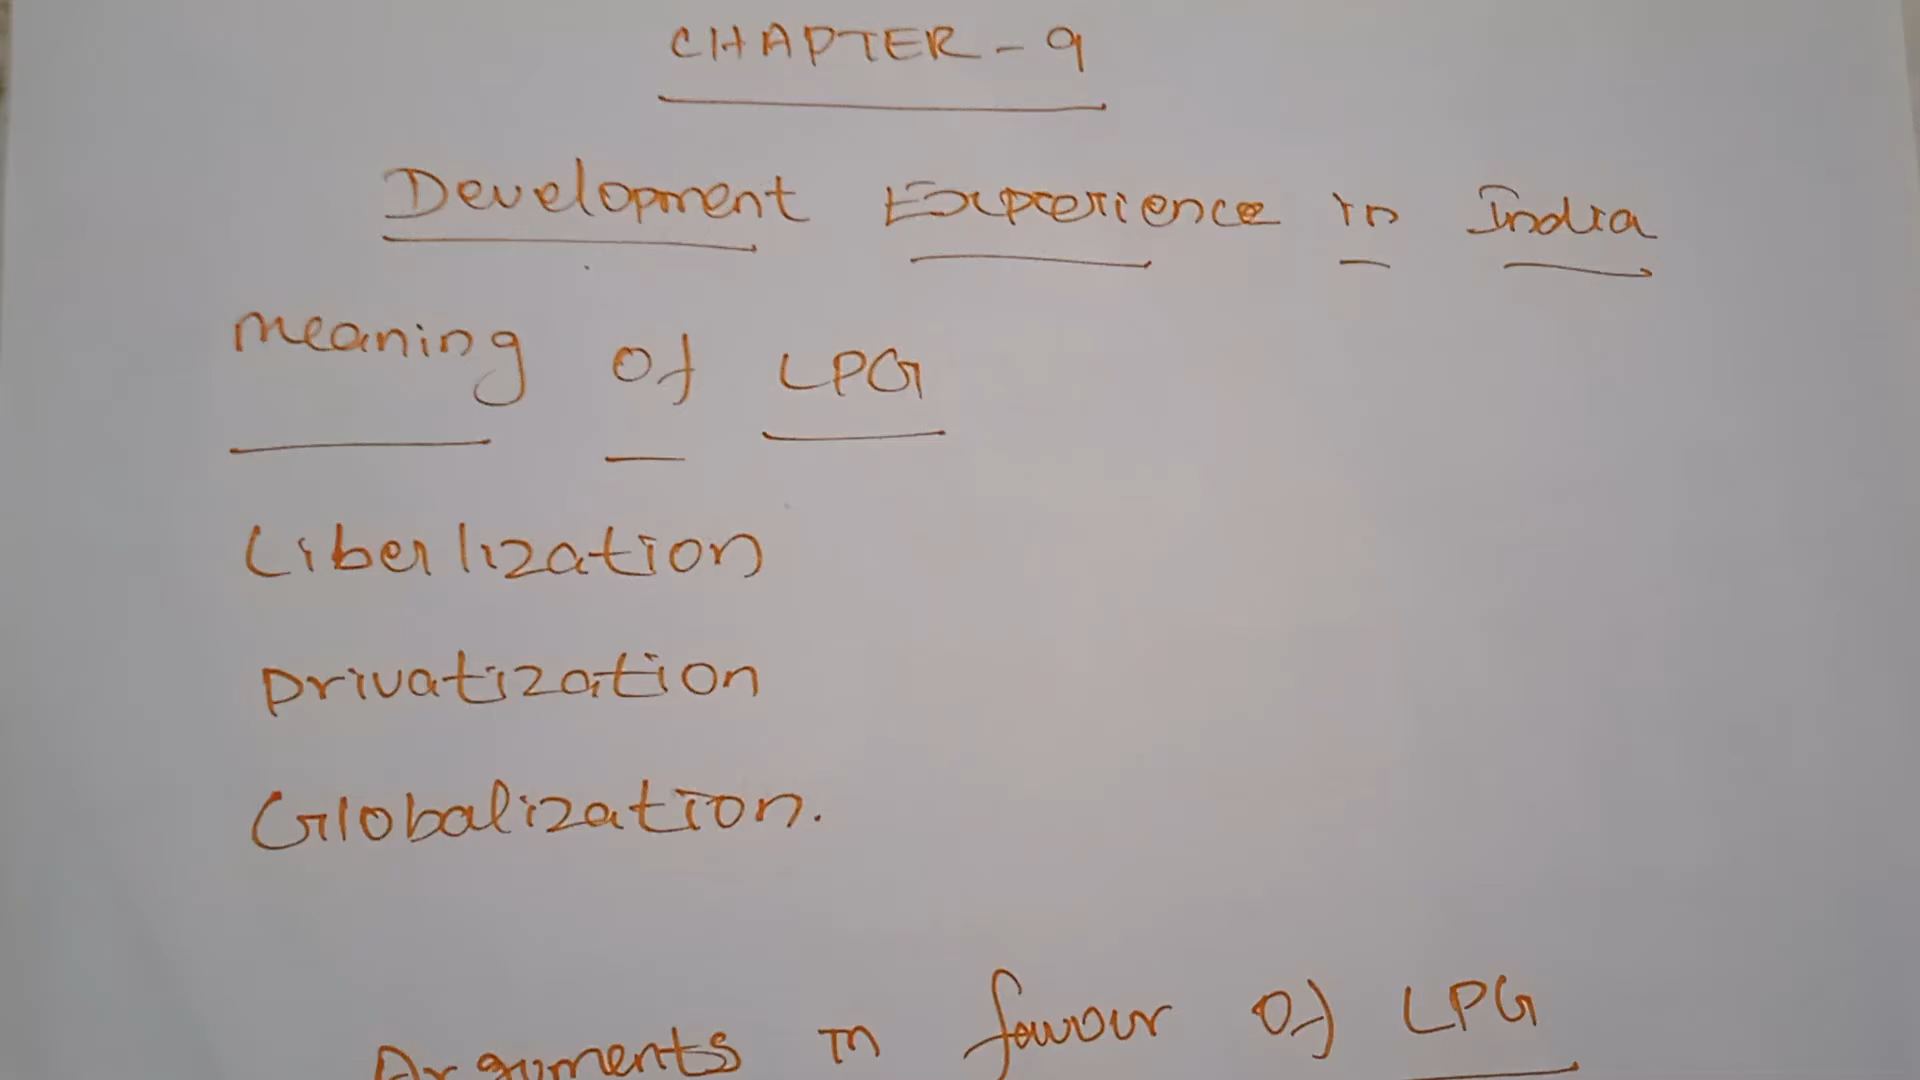 CHAPTER - 9
Development Experience in India
meaning of LPG
Liberlization
privatization
Globalization.
Arguments in favour of LPG